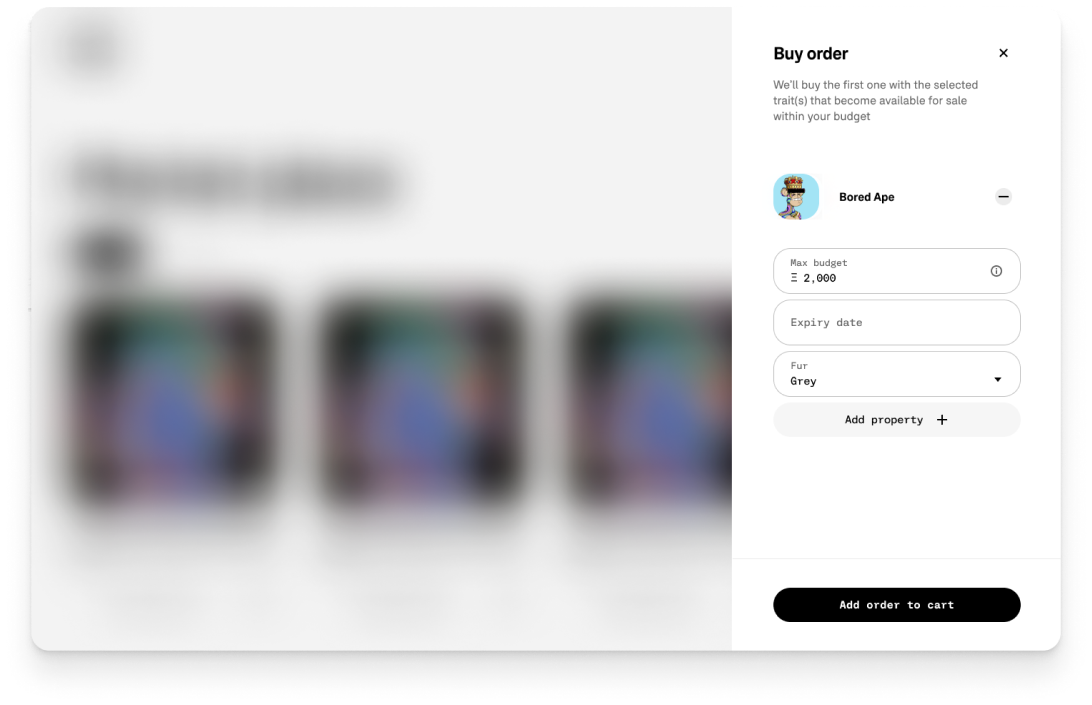 Buy order
We'll buy the first one with the selected
trait(s) that become available for sale
within your budget
Bored Ape
Max budget
Ξ 2,000
Expiry date
Fur
Grey
Add property +
Add order to cart